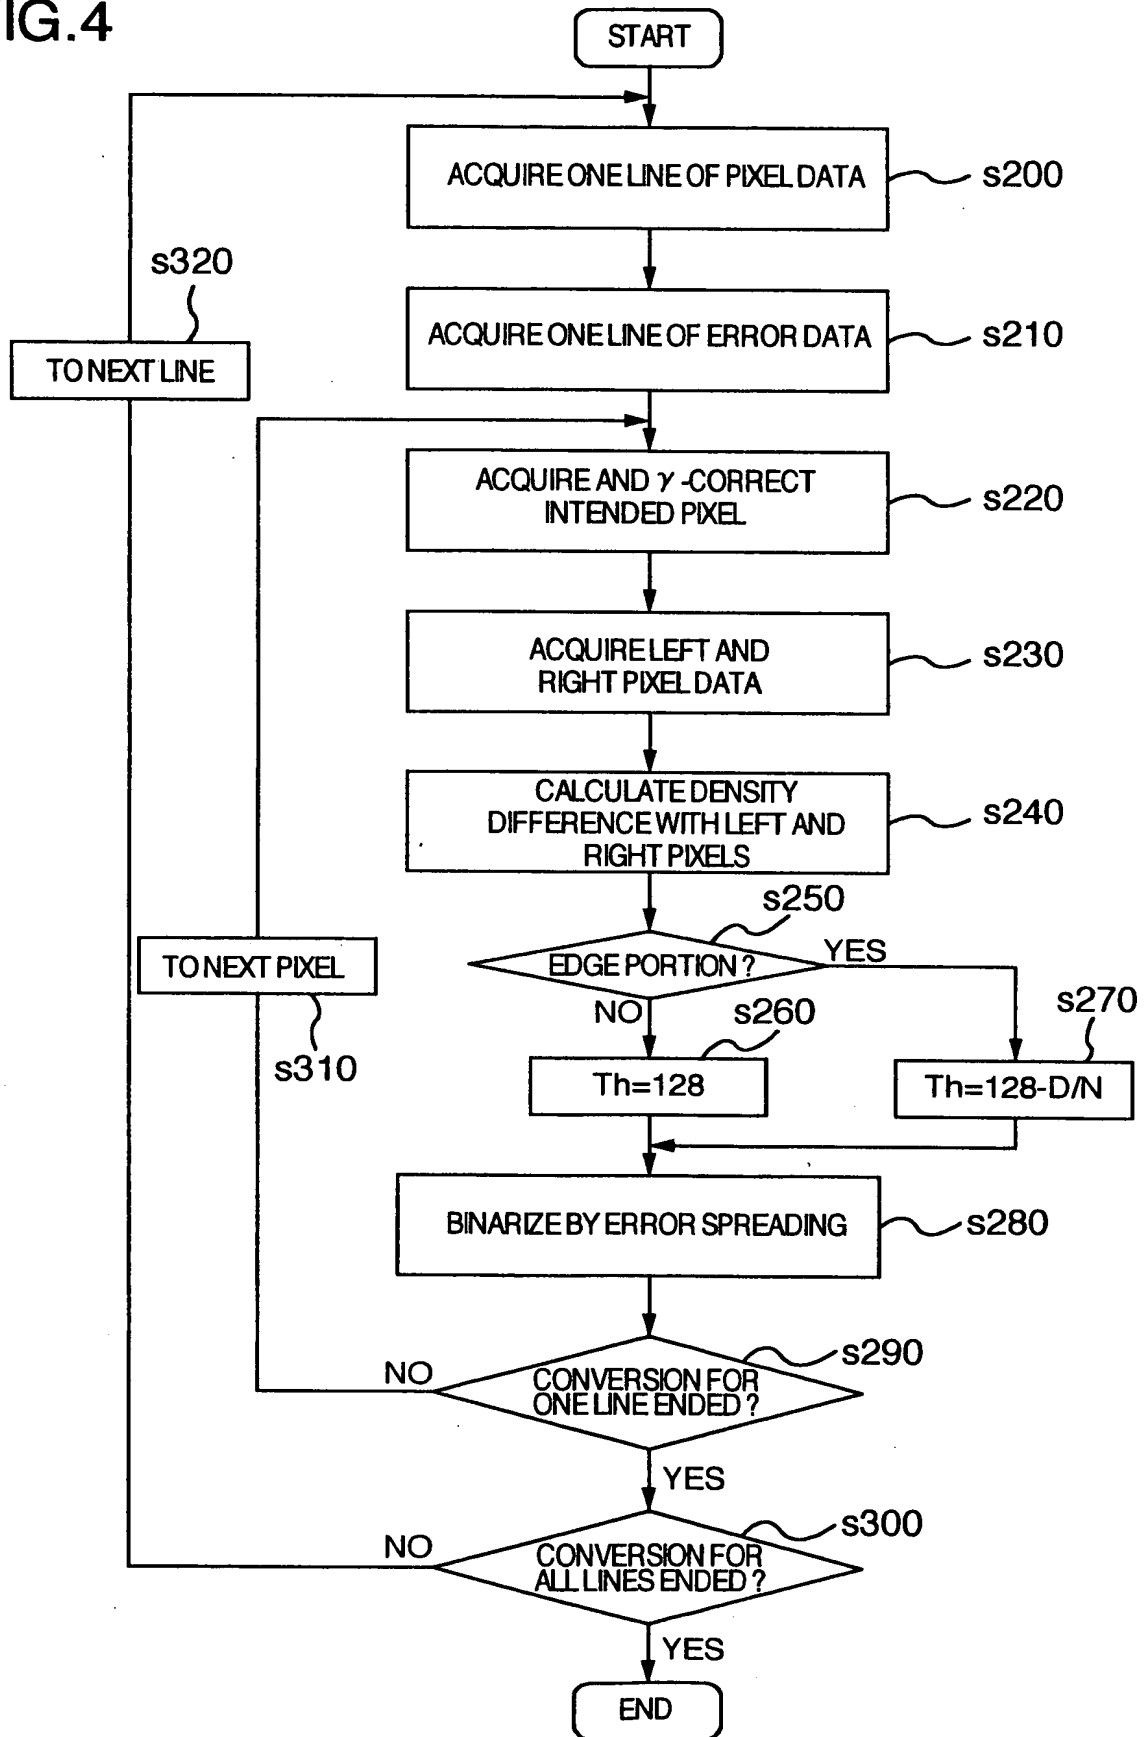 IG.4
START
ACQUIRE ONE LINE OF PIXEL DATA
s200
s320
ACQUIRE ONE LINE OF ERROR DATA
s210
TO NEXT LINE
ACQUIRE AND γ-CORRECT
INTENDED PIXEL
s220
ACQUIRE LEFT AND
RIGHT PIXEL DATA
s230
CALCULATE DENSITY
DIFFERENCE WITH LEFT AND
RIGHT PIXELS
s240
s250
EDGE PORTION?
YES
TO NEXT PIXEL
NO
s260
s270
s310
Th=128
Th=128-D/N
BINARIZE BY ERROR SPREADING
s280
s290
NO
CONVERSION FOR
ONE LINE ENDED?
YES
s300
NO
CONVERSION FOR
ALL LINES ENDED?
YES
END